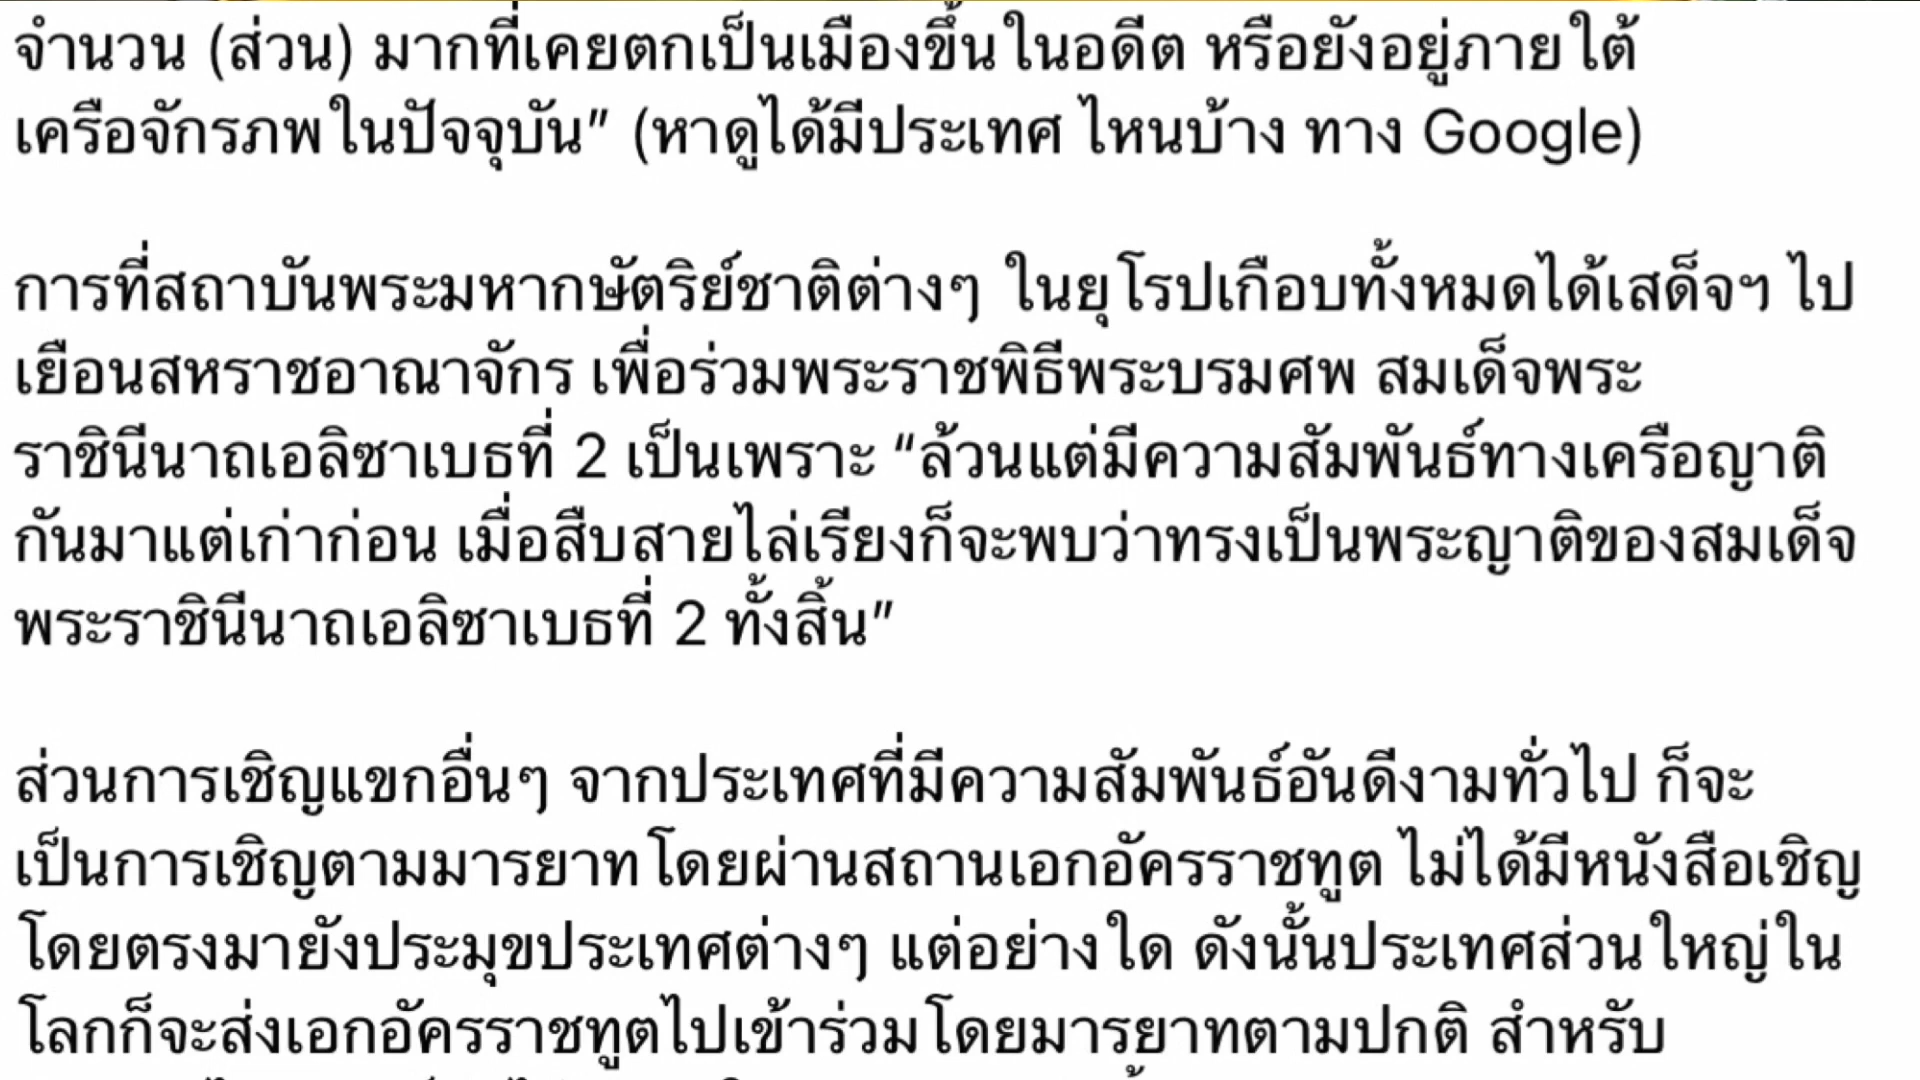 จำนวน (ส่วน) มากที่เคยตกเป็นเมืองขึ้นในอดีต หรือยังอยู่ภายใต้
เครือจักรภพในปัจจุบัน” (หาดูได้มีประเทศ ไหนบ้าง ทาง Google)
การที่สถาบันพระมหากษัตริย์ชาติต่างๆ ในยุโรปเกือบทั้งหมดได้เสด็จฯ ไป
เยือนสหราชอาณาจักร เพื่อร่วมพระราชพิธีพระบรมศพ สมเด็จพระ
ราชินีนาถเอลิซาเบธที่ 2 เป็นเพราะ “ล้วนแต่มีความสัมพันธ์ทางเครือญาติ
กันมาแต่เก่าก่อน เมื่อสืบสายไล่เรียงก็จะพบว่าทรงเป็นพระญาติของสมเด็จ
พระราชินีนาถเอลิซาเบธที่ 2 ทั้งสิ้น”
ส่วนการเชิญแขกอื่นๆ จากประเทศที่มีความสัมพันธ์อันดีงามทั่วไป ก็จะ
เป็นการเชิญตามมารยาทโดยผ่านสถานเอกอัครราชทูต ไม่ได้มีหนังสือเชิญ
โดยตรงมายังประมุขประเทศต่างๆ แต่อย่างใด ดังนั้นประเทศส่วนใหญ่ใน
โลกก็จะส่งเอกอัครราชทูตไปเข้าร่วมโดยมารยาทตามปกติ สำหรับ